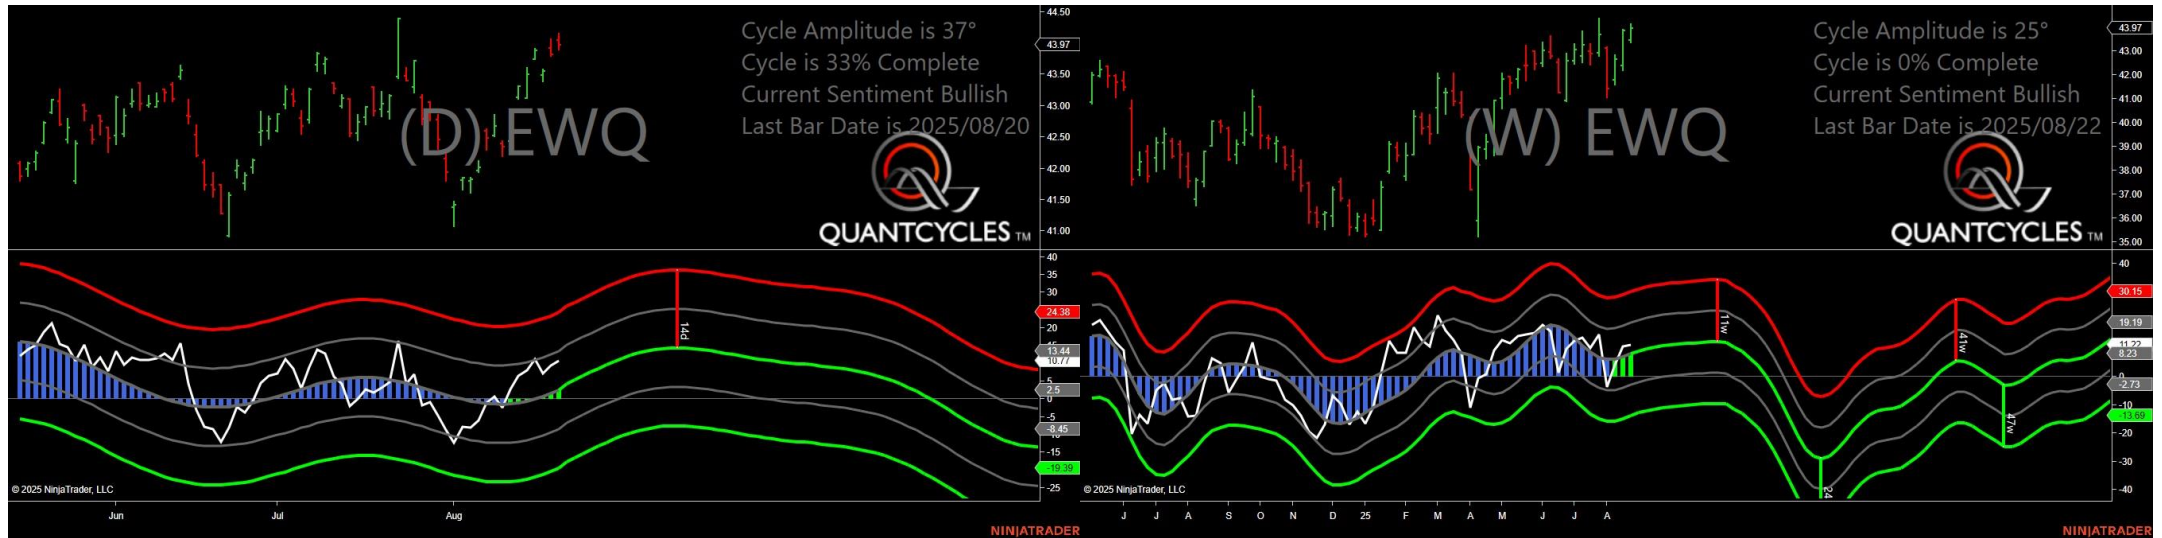 Cycle Amplitude is 37°
Cycle is 33% Complete
Current Sentiment Bullish
Last Bar Date is 2025/08/20
(D) EWQ
QUANTCYCLES TM
44.50
43.97
43.50
43.00
42.50
42.00
41.50
41.00
40
35
30
24.38
20
13.44
10.77
5
2.5
0
-5
-8.45
-15
-19.39
-25
14d
© 2025 NinjaTrader, LLC
Jun Jul Aug
NINJATRADER
Cycle Amplitude is 25°
Cycle is 0% Complete
Current Sentiment Bullish
Last Bar Date is 2025/08/22
(W) EWQ
QUANTCYCLES TM
43.97
43.00
42.00
41.00
40.00
39.00
38.00
37.00
36.00
35.00
40
30.15
19.19
11.22
8.23
0
-2.73
-10
-13.69
-20
-30
-40
11w
41w
47w
24
© 2025 NinjaTrader, LLC
J J A S O N D 25 F M A M J J A
NINJATRADER